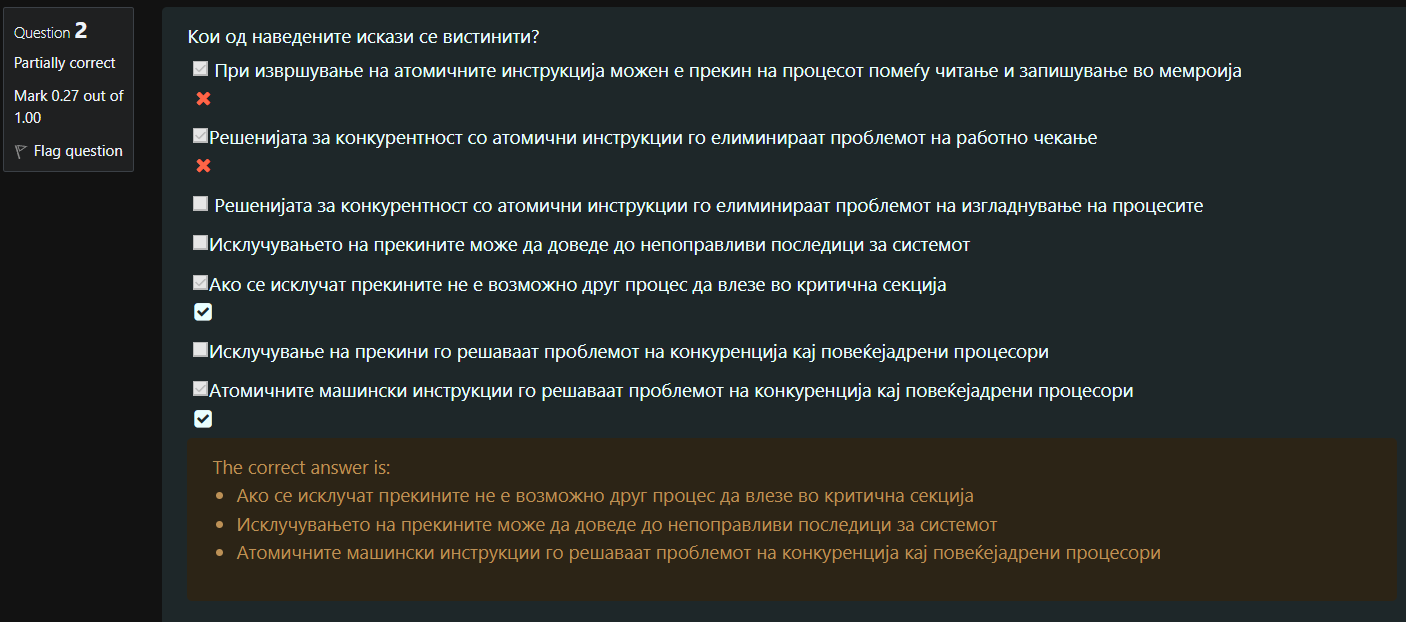 Question 2
Partially correct
Mark 0.27 out of
1.00
Flag question
Кои од наведените искази се вистинити?
При извршување на атомичните инструкција можен е прекин на процесот помеѓу читање и запишување во мемроија
Решенијата за конкурентност со атомични инструкции го елиминираат проблемот на работно чекање
Решенијата за конкурентност со атомични инструкции го елиминираат проблемот на изгладнување на процесите
Исклучувањето на прекините може да доведе до непоправливи последици за системот
Ако се исклучат прекините не е возможно друг процес да влезе во критична секција
Исклучување на прекини го решаваат проблемот на конкуренција кај повеќејадрени процесори
Атомичните машински инструкции го решаваат проблемот на конкуренција кај повеќејадрени процесори
The correct answer is:
Ако се исклучат прекините не е возможно друг процес да влезе во критична секција
Исклучувањето на прекините може да доведе до непоправливи последици за системот
Атомичните машински инструкции го решаваат проблемот на конкуренција кај повеќејадрени процесори